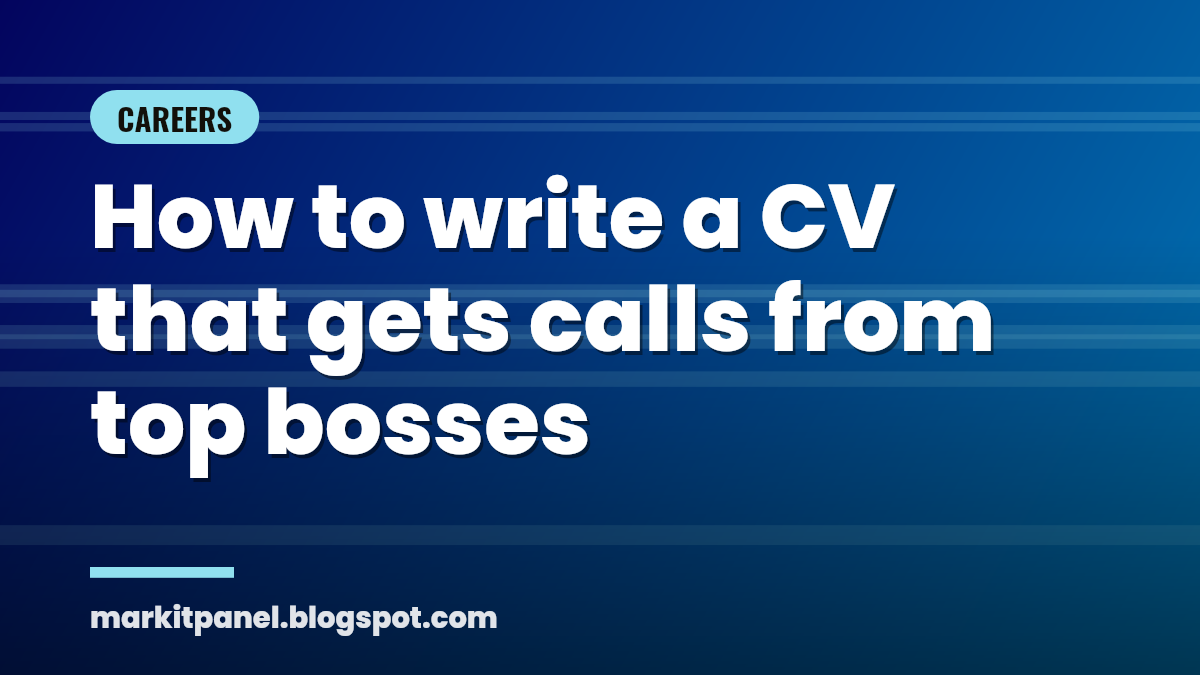 CAREERS
How to write a CV
that gets calls from
top bosses
markitpanel.blogspot.com